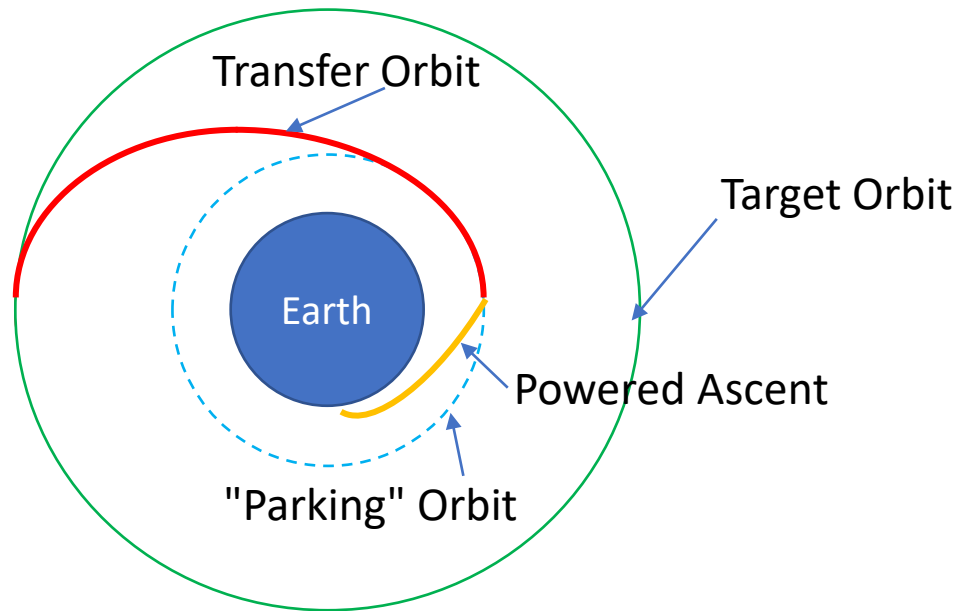 Transfer Orbit
Target Orbit
Earth
Powered Ascent
"Parking" Orbit